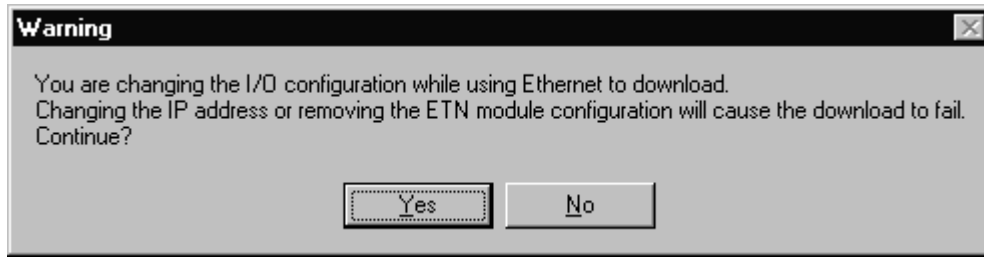 Warning
You are changing the I/O configuration while using Ethernet to download.
Changing the IP address or removing the ETN module configuration will cause the download to fail.
Continue?
Yes No